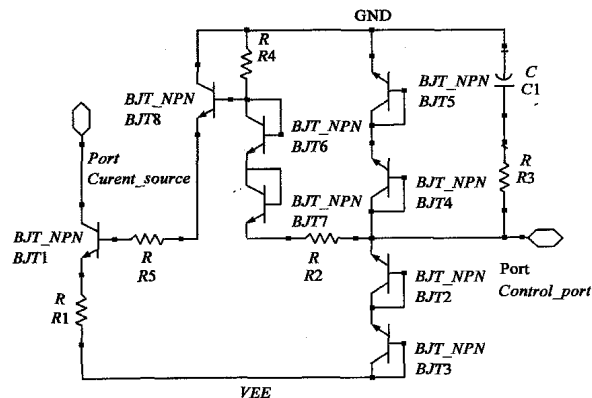 GND
R
R4
C
C1
BJT_NPN
BJT8
BJT_NPN
BJT5
BJT_NPN
BJT6
Port
Curent_source
R
R3
BJT_NPN
BJT4
BJT_NPN
BJT7
BJT_NPN
BJT1
R
R5
R
R2
Port
Control_port
BJT_NPN
BJT2
R
R1
BJT_NPN
BJT3
VEE